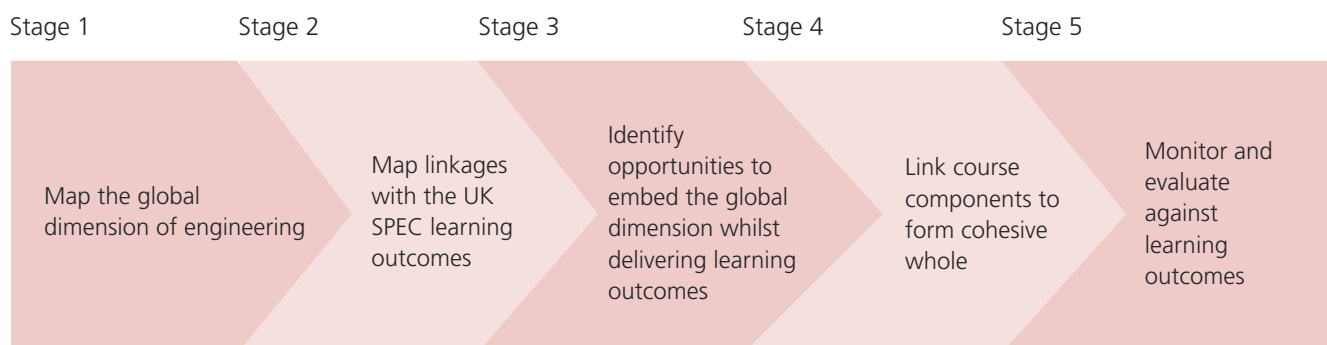 Stage 1 Stage 2 Stage 3 Stage 4 Stage 5
Map the global
dimension of engineering
Map linkages
with the UK
SPEC learning
outcomes
Identify
opportunities to
embed the global
dimension whilst
delivering learning
outcomes
Link course
components to
form cohesive
whole
Monitor and
evaluate
against
learning
outcomes